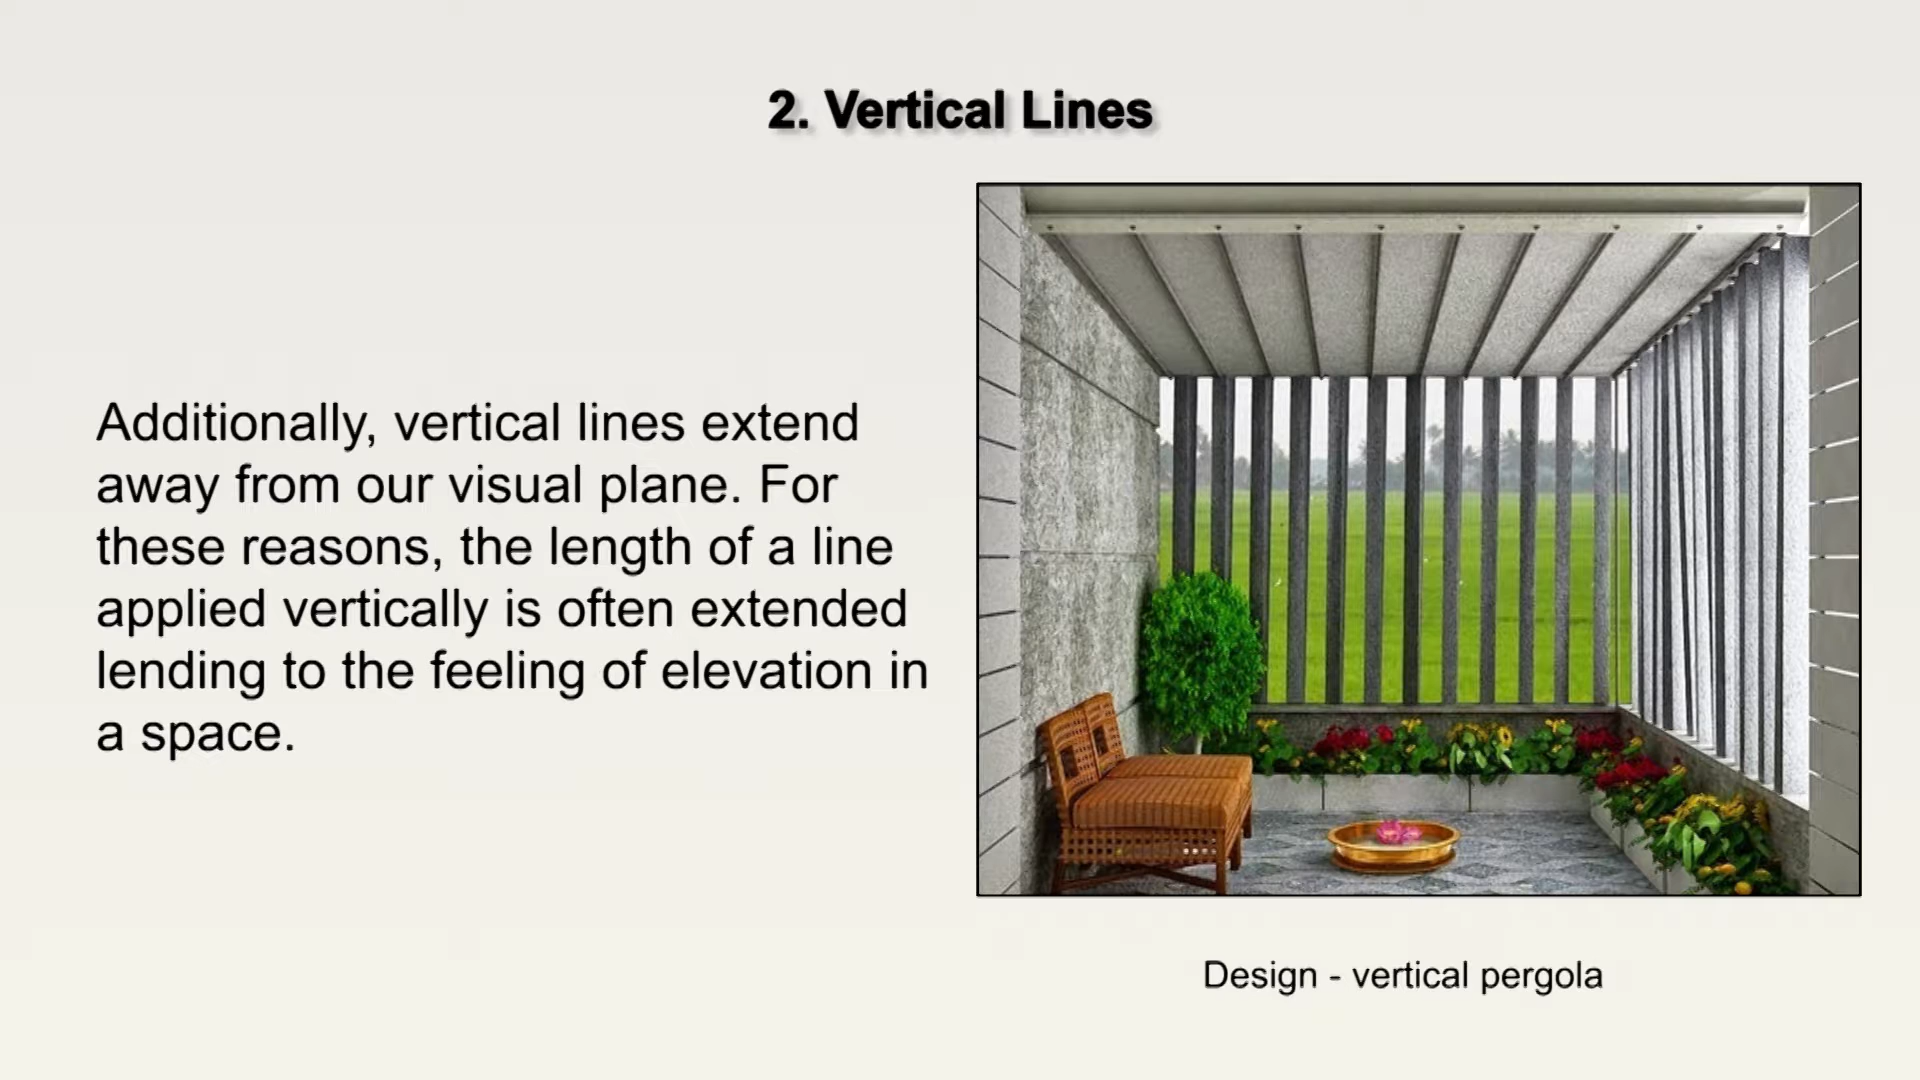 2. Vertical Lines
Additionally, vertical lines extend
away from our visual plane. For
these reasons, the length of a line
applied vertically is often extended
lending to the feeling of elevation in
a space.
Design - vertical pergola